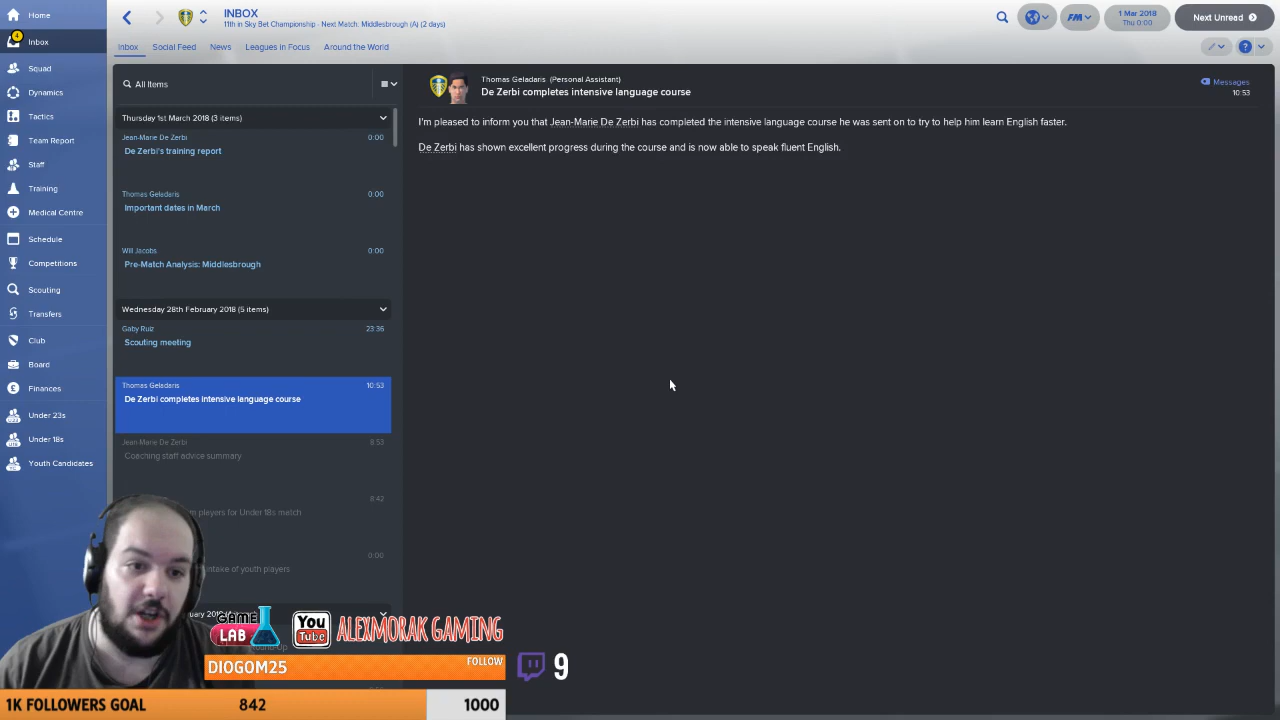 Home
INBOX
11th in Sky Bet Championship - Next Match: Middlesbrough (A) (2 days)
FM
1 Mar 2018
Thu 0:00
Next Unread
4
Inbox
Squad
Dynamics
Tactics
Team Report
Staff
Training
Medical Centre
Schedule
Competitions
Scouting
Transfers
Club
Board
Finances
Under 23s
Under 18s
Youth Candidates
Inbox
Social Feed
News
Leagues in Focus
Around the World
?
All Items
Thursday 1st March 2018 (3 items)
Jean-Marie De Zerbi 0:00
De Zerbi's training report
Thomas Geladaris 0:00
Important dates in March
Will Jacobs 0:00
Pre-Match Analysis: Middlesbrough
Wednesday 28th February 2018 (5 items)
Gaby Ruiz 23:36
Scouting meeting
Thomas Geladaris 10:53
De Zerbi completes intensive language course
Jean-Marie De Zerbi 8:53
Coaching staff advice summary
8:42
players for Under 18s match
0:00
intake of youth players
Thomas Geladaris (Personal Assistant)
De Zerbi completes intensive language course
Messages
10:53
I'm pleased to inform you that Jean-Marie De Zerbi has completed the intensive language course he was sent on to try to help him learn English faster.
De Zerbi has shown excellent progress during the course and is now able to speak fluent English.
GAME
LAB
You
Tube
ALEXMORAK GAMING
DIOGOM25
FOLLOW
9
1K FOLLOWERS GOAL
842
1000